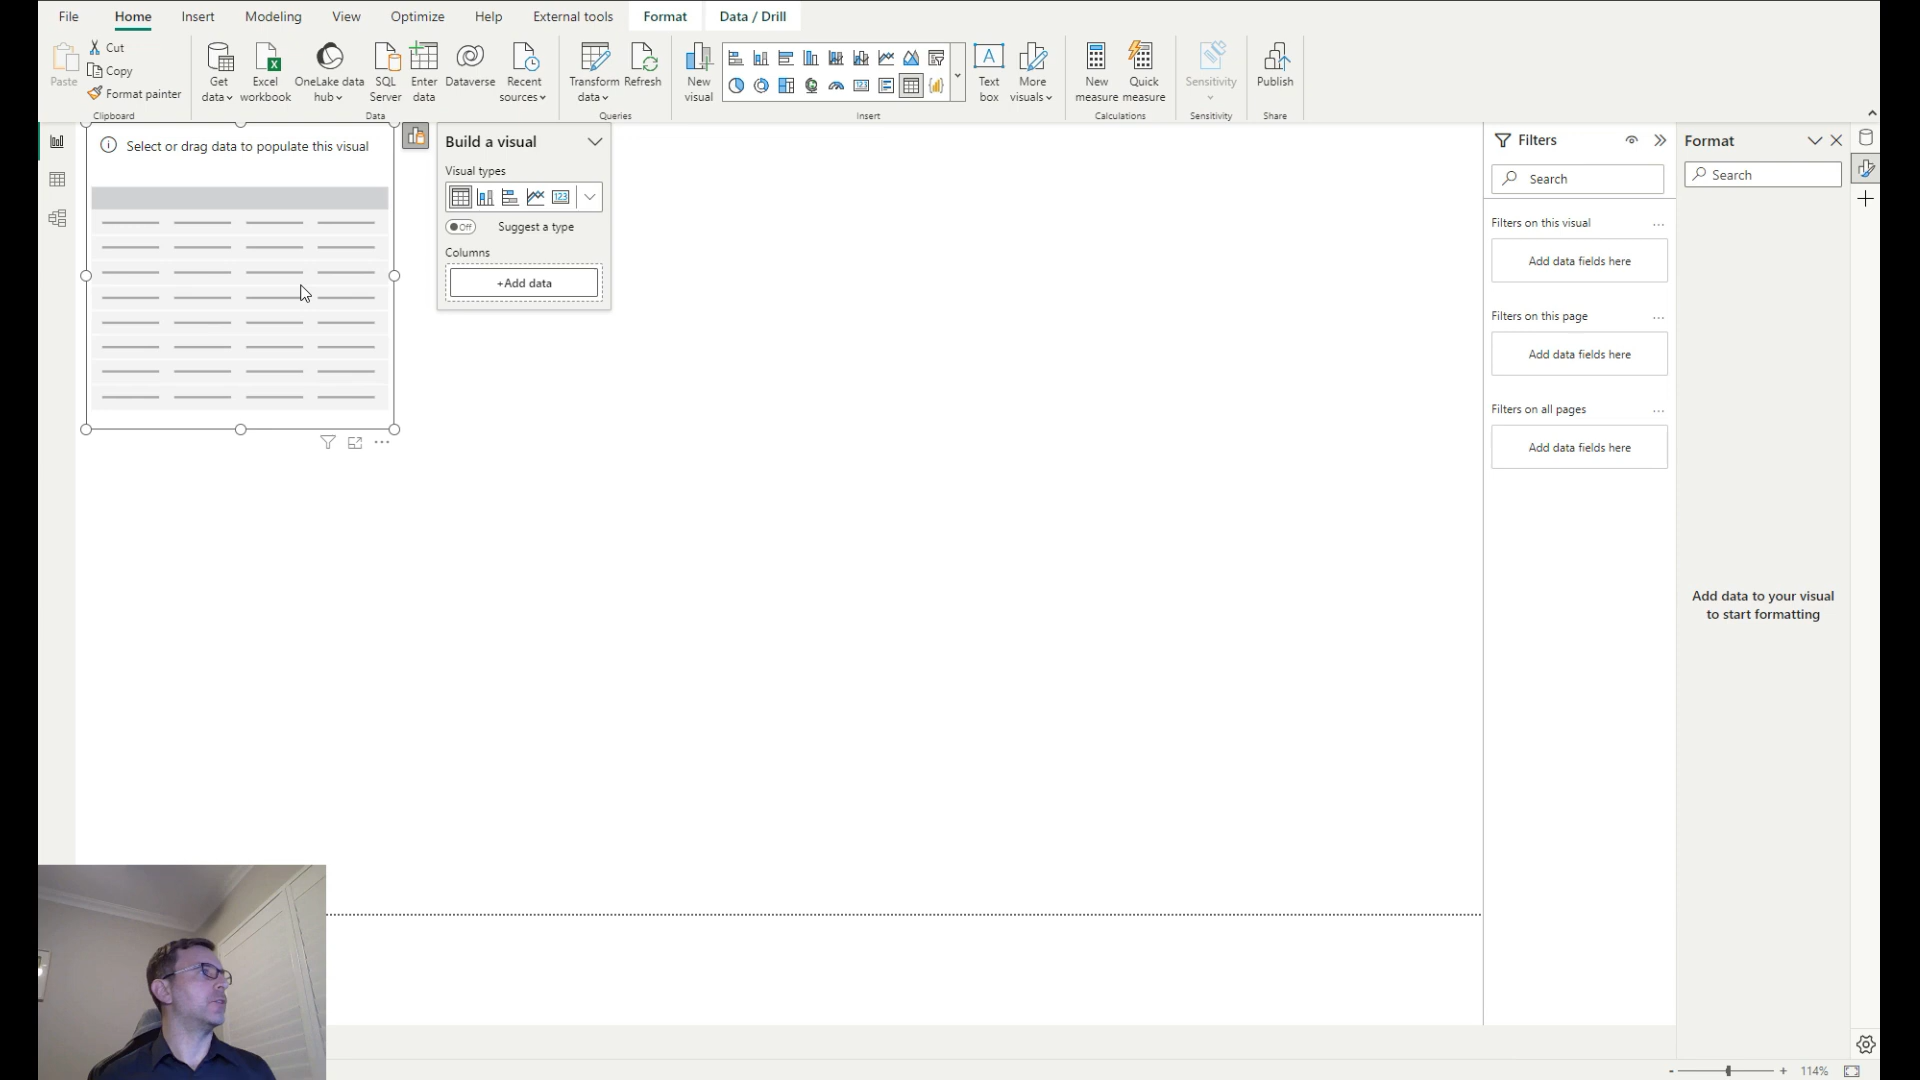 File Home Insert Modeling View Optimize Help External tools Format Data / Drill
Paste
Cut
Copy
Format painter
Clipboard
Get
data
Excel
workbook
OneLake data
hub
SQL
Server
Enter
data
Dataverse
Recent
sources
Data
Transform
data
Refresh
Queries
New
visual
Text
box
More
visuals
Insert
New
measure
Quick
measure
Calculations
Sensitivity
Sensitivity
Publish
Share
Select or drag data to populate this visual
Build a visual
Visual types
123
Off
Suggest a type
Columns
+Add data
Filters
Search
Filters on this visual
Add data fields here
Filters on this page
Add data fields here
Filters on all pages
Add data fields here
Format
Search
Add data to your visual
to start formatting
- + 114%